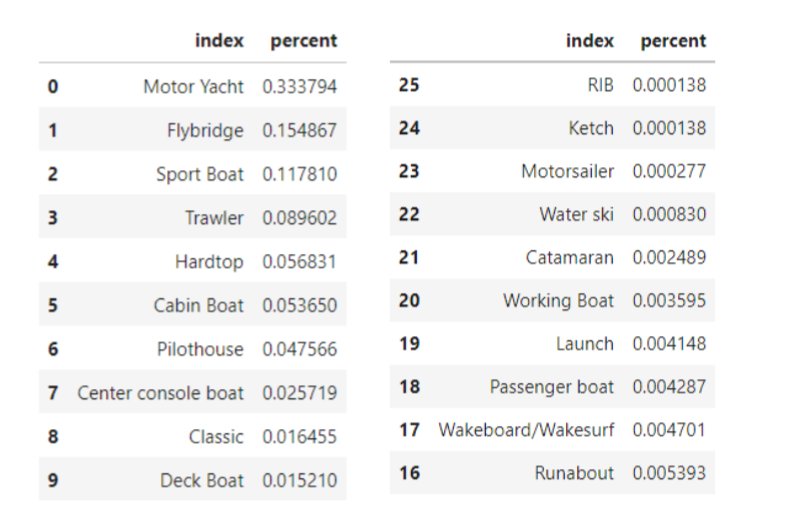 index percent
0 Motor Yacht 0.333794
1 Flybridge 0.154867
2 Sport Boat 0.117810
3 Trawler 0.089602
4 Hardtop 0.056831
5 Cabin Boat 0.053650
6 Pilothouse 0.047566
7 Center console boat 0.025719
8 Classic 0.016455
9 Deck Boat 0.015210
index percent
25 RIB 0.000138
24 Ketch 0.000138
23 Motorsailer 0.000277
22 Water ski 0.000830
21 Catamaran 0.002489
20 Working Boat 0.003595
19 Launch 0.004148
18 Passenger boat 0.004287
17 Wakeboard/Wakesurf 0.004701
16 Runabout 0.005393